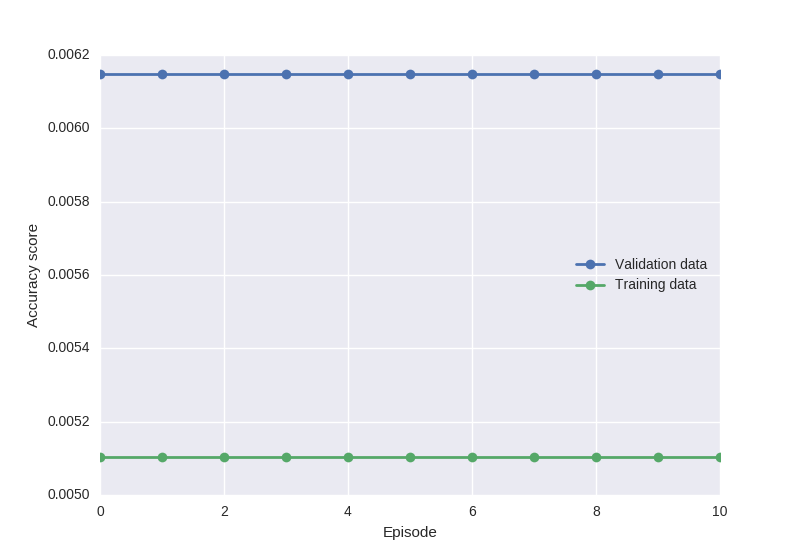 0.0062
0.0060
0.0058
0.0056
0.0054
0.0052
0.0050
Accuracy score
Validation data
Training data
0 2 4 6 8 10
Episode